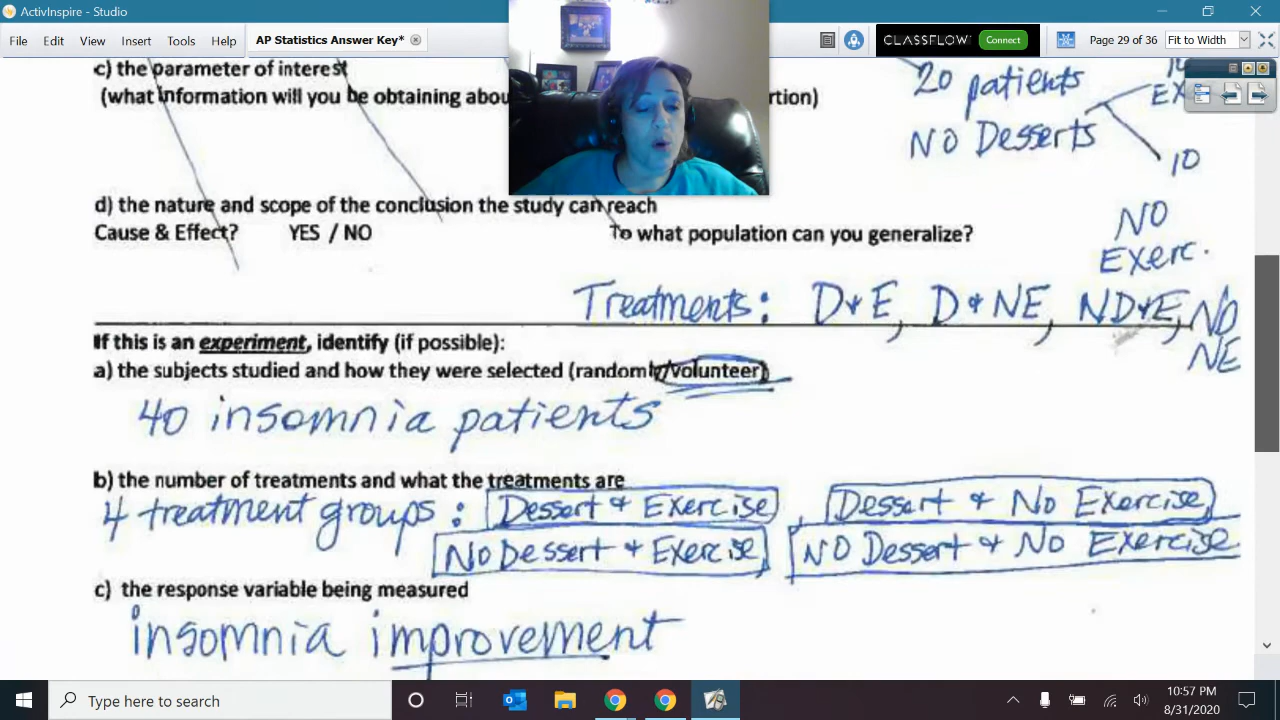 ActivInspire - Studio
File Edit View Insert Tools Help AP Statistics Answer Key* CLASSFLOW Connect Page 29 of 36 Fit to Width
c) the parameter of interest
(what information will you be obtaining abou
20 patients
NO Desserts
10
d) the nature and scope of the conclusion the study can reach
Cause & Effect? YES / NO To what population can you generalize?
NO
Exerc.
Treatments: D+E, D+NE, ND+E, ND
NE
If this is an experiment, identify (if possible):
a) the subjects studied and how they were selected (randomly/volunteer)
40 insomnia patients
b) the number of treatments and what the treatments are
4 treatment groups: Dessert + Exercise, Dessert + No Exercise
No Dessert + Exercise NO Dessert + No Exercise
c) the response variable being measured
insomnia improvement
Type here to search
10:57 PM
8/31/2020